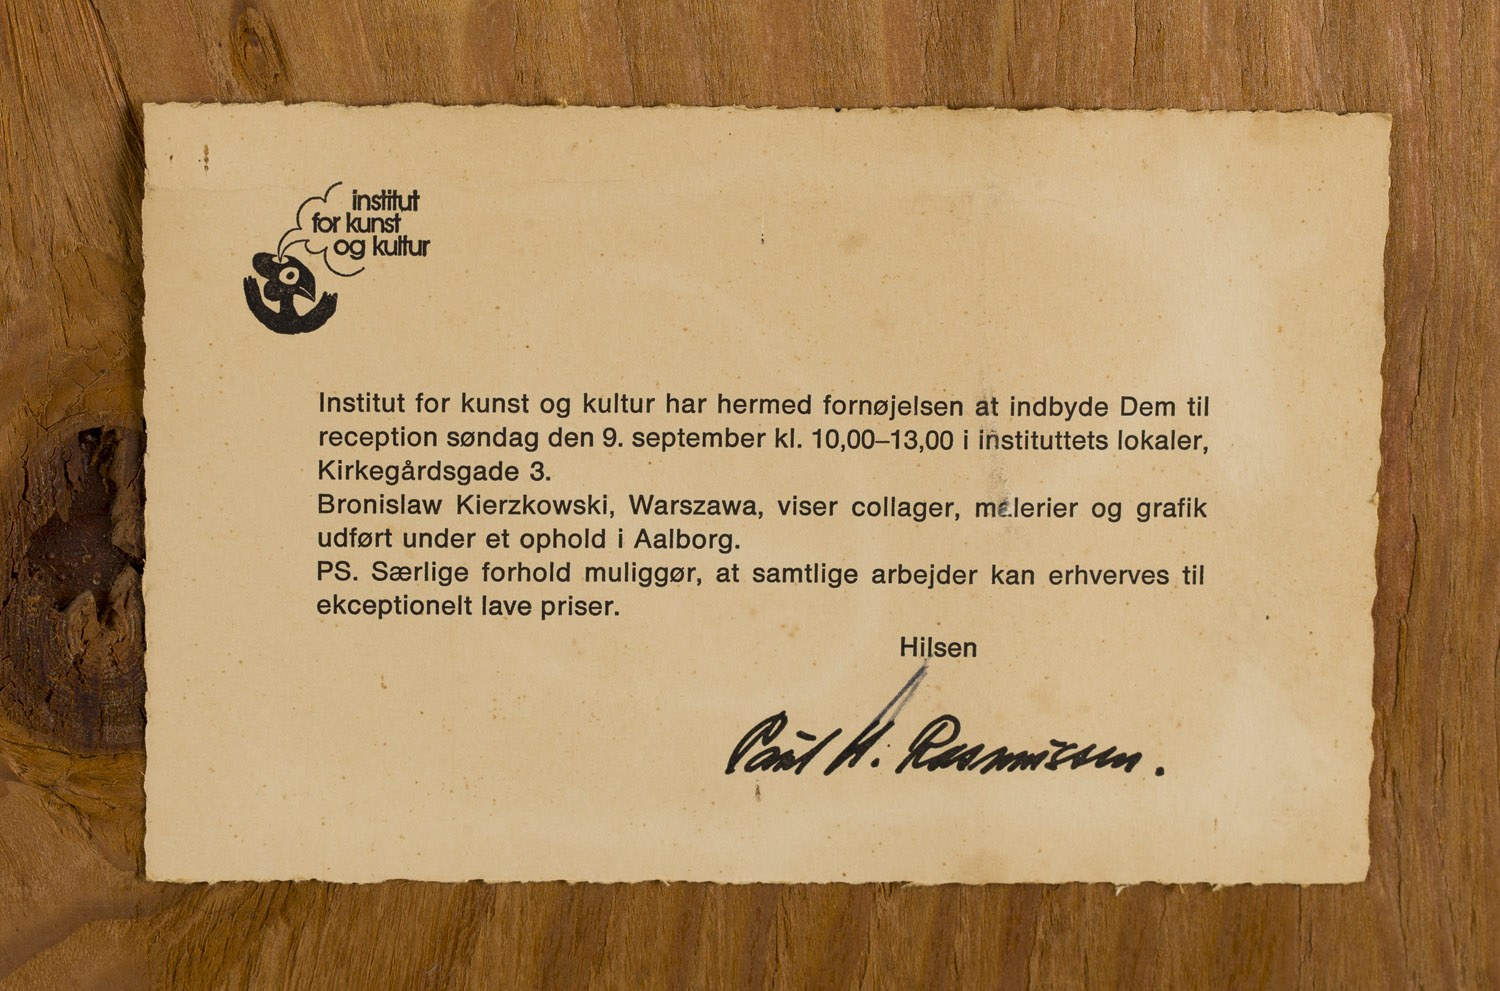 institut
for kunst
og kultur
Institut for kunst og kultur har hermed fornøjelsen at indbyde Dem til
reception søndag den 9. september kl. 10,00–13,00 i instituttets lokaler,
Kirkegårdsgade 3.
Bronislaw Kierzkowski, Warszawa, viser collager, malerier og grafik
udført under et ophold i Aalborg.
PS. Særlige forhold muliggør, at samtlige arbejder kan erhverves til
ekceptionelt lave priser.
Hilsen
Paul H. Rasmussen.